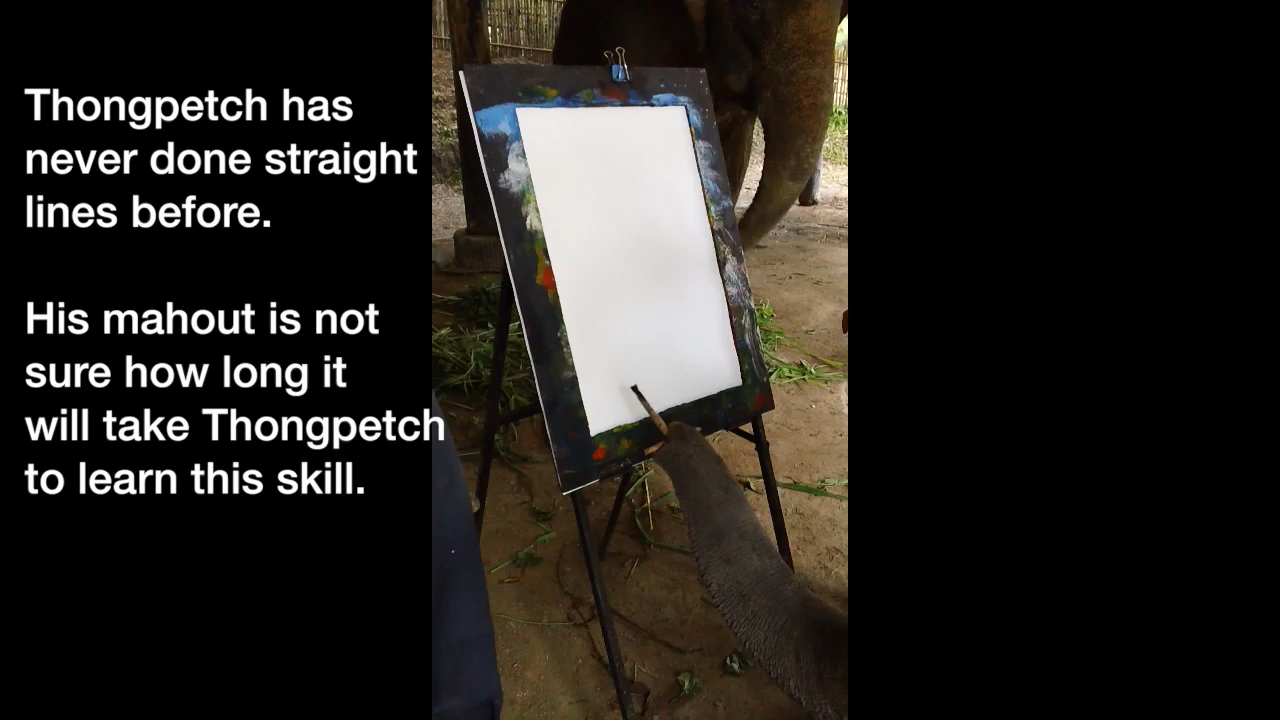 Thongpetch has
never done straight
lines before.
His mahout is not
sure how long it
will take Thongpetch
to learn this skill.